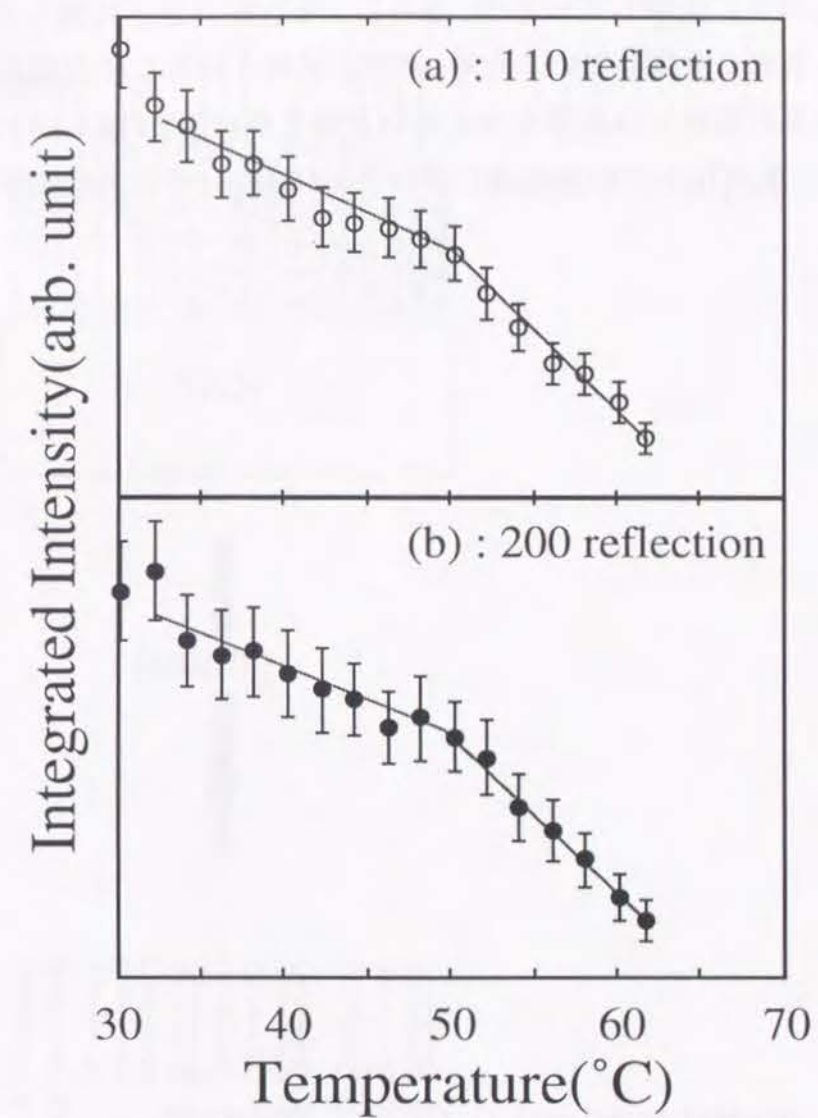 (a) : 110 reflection
(b) : 200 reflection
Integrated Intensity(arb. unit)
30 40 50 60 70
Temperature(°C)